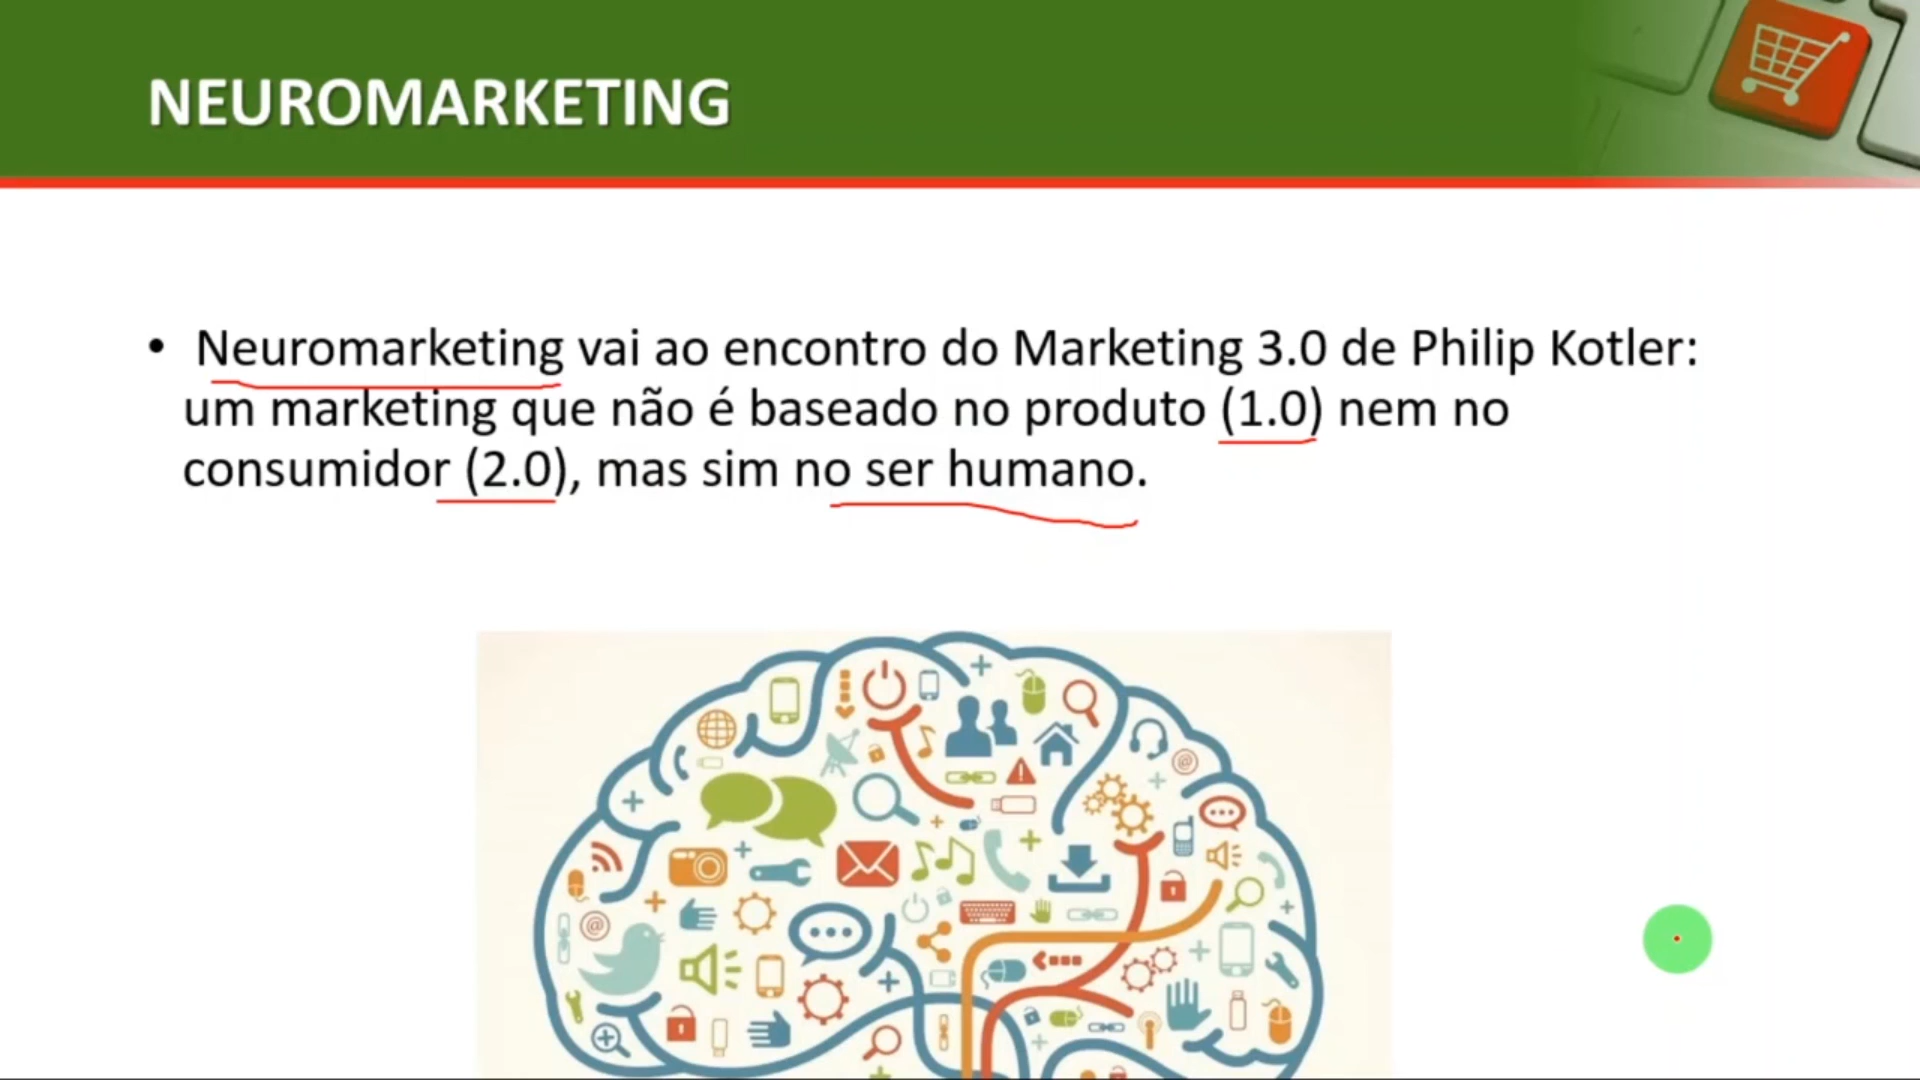 NEUROMARKETING
• Neuromarketing vai ao encontro do Marketing 3.0 de Philip Kotler:
um marketing que não é baseado no produto (1.0) nem no
consumidor (2.0), mas sim no ser humano.